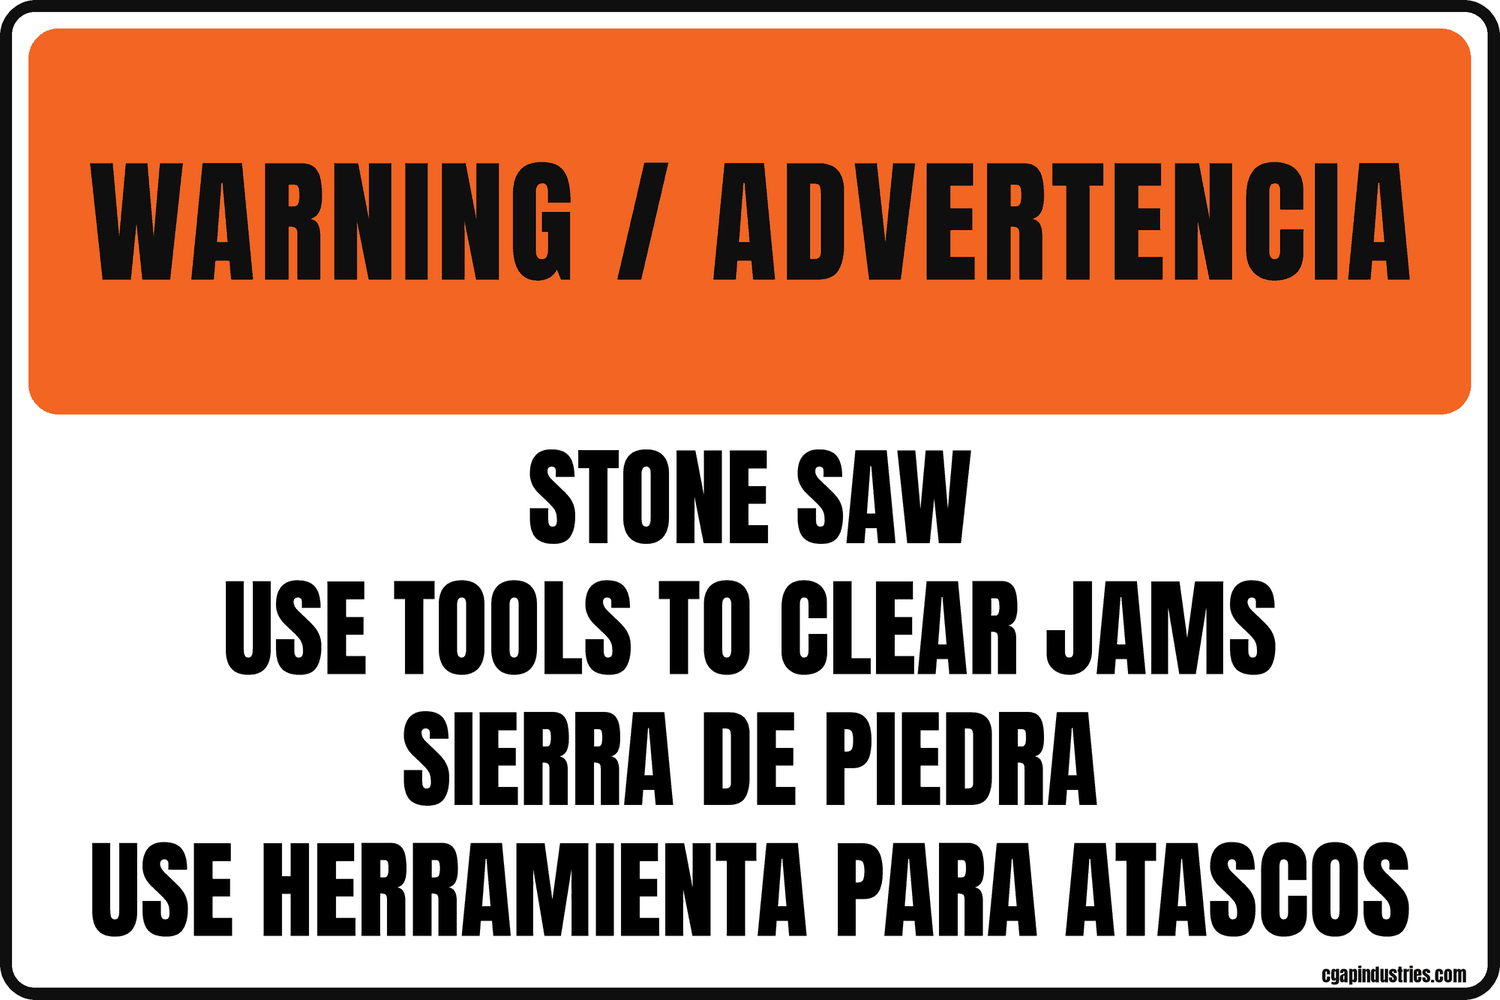 WARNING / ADVERTENCIA
STONE SAW
USE TOOLS TO CLEAR JAMS
SIERRA DE PIEDRA
USE HERRAMIENTA PARA ATASCOS
cgapindustries.com